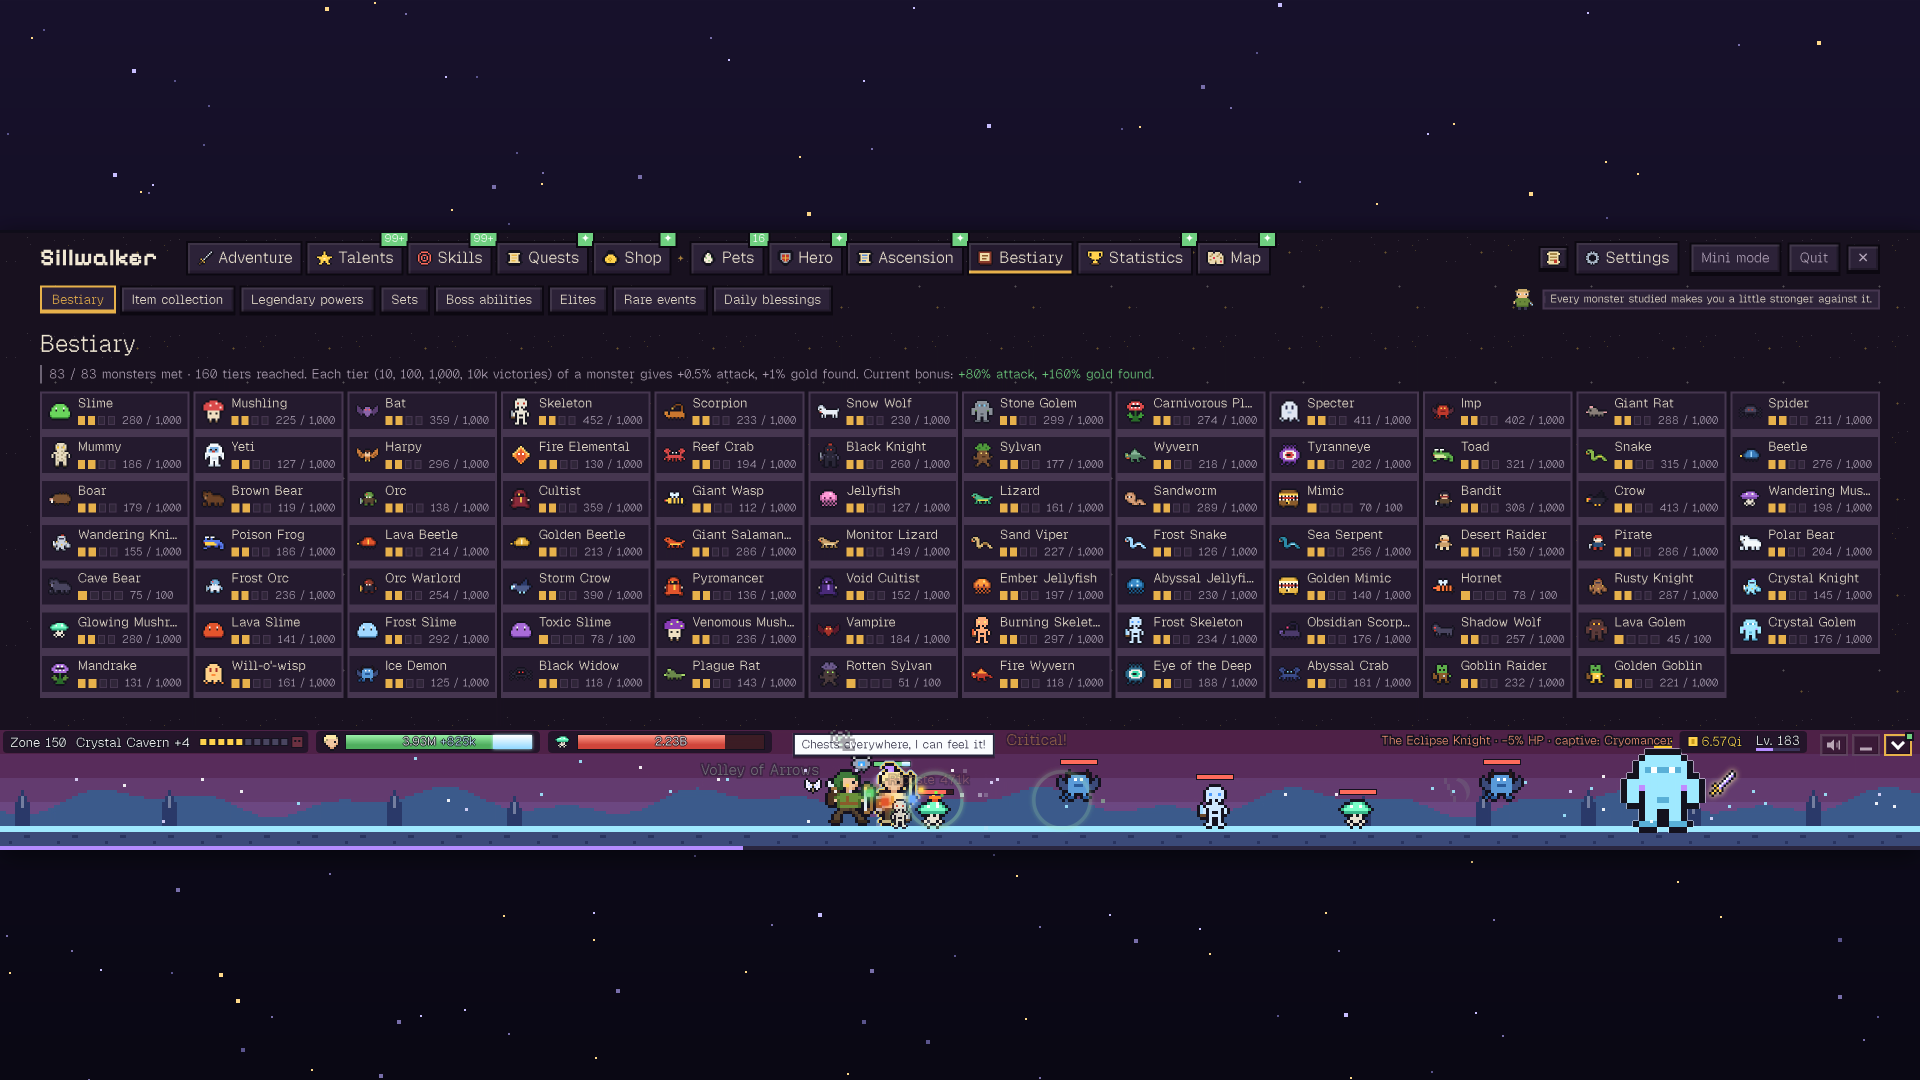 99+ 99+ 16
Sillwalker Adventure Talents Skills Quests Shop Pets Hero Ascension Bestiary Statistics Map Settings Mini mode Quit ×
Bestiary Item collection Legendary powers Sets Boss abilities Elites Rare events Daily blessings Every monster studied makes you a little stronger against it.
Bestiary
83 / 83 monsters met · 160 tiers reached. Each tier (10, 100, 1,000, 10k victories) of a monster gives +0.5% attack, +1% gold found. Current bonus: +80% attack, +160% gold found.
Slime Mushling Bat Skeleton Scorpion Snow Wolf Stone Golem Carnivorous Pl... Specter Imp Giant Rat Spider
280 / 1,000 225 / 1,000 359 / 1,000 452 / 1,000 233 / 1,000 230 / 1,000 299 / 1,000 274 / 1,000 411 / 1,000 402 / 1,000 288 / 1,000 211 / 1,000
Mummy Yeti Harpy Fire Elemental Reef Crab Black Knight Sylvan Wyvern Tyranneye Toad Snake Beetle
186 / 1,000 127 / 1,000 296 / 1,000 130 / 1,000 194 / 1,000 260 / 1,000 177 / 1,000 218 / 1,000 202 / 1,000 321 / 1,000 315 / 1,000 276 / 1,000
Boar Brown Bear Orc Cultist Giant Wasp Jellyfish Lizard Sandworm Mimic Bandit Crow Wandering Mus...
179 / 1,000 119 / 1,000 138 / 1,000 359 / 1,000 112 / 1,000 127 / 1,000 161 / 1,000 289 / 1,000 70 / 100 308 / 1,000 413 / 1,000 198 / 1,000
Wandering Kni... Poison Frog Lava Beetle Golden Beetle Giant Salaman... Monitor Lizard Sand Viper Frost Snake Sea Serpent Desert Raider Pirate Polar Bear
155 / 1,000 186 / 1,000 214 / 1,000 213 / 1,000 286 / 1,000 149 / 1,000 227 / 1,000 126 / 1,000 256 / 1,000 150 / 1,000 286 / 1,000 204 / 1,000
Cave Bear Frost Orc Orc Warlord Storm Crow Pyromancer Void Cultist Ember Jellyfish Abyssal Jellyfi... Golden Mimic Hornet Rusty Knight Crystal Knight
75 / 100 236 / 1,000 254 / 1,000 390 / 1,000 136 / 1,000 152 / 1,000 197 / 1,000 230 / 1,000 140 / 1,000 78 / 100 287 / 1,000 145 / 1,000
Glowing Mushr... Lava Slime Frost Slime Toxic Slime Venomous Mush... Vampire Burning Skelet... Frost Skeleton Obsidian Scorp... Shadow Wolf Lava Golem Crystal Golem
280 / 1,000 141 / 1,000 292 / 1,000 78 / 100 236 / 1,000 184 / 1,000 297 / 1,000 234 / 1,000 176 / 1,000 257 / 1,000 45 / 100 176 / 1,000
Mandrake Will-o'-wisp Ice Demon Black Widow Plague Rat Rotten Sylvan Fire Wyvern Eye of the Deep Abyssal Crab Goblin Raider Golden Goblin
131 / 1,000 161 / 1,000 125 / 1,000 118 / 1,000 143 / 1,000 51 / 100 118 / 1,000 188 / 1,000 181 / 1,000 232 / 1,000 221 / 1,000
Zone 150 Crystal Cavern +4 2.23B Chests everywhere, I can feel it! Critical! The Eclipse Knight · -5% HP · captive: Cryomancer 6.57Qi Lv. 183
Volley of Arrows